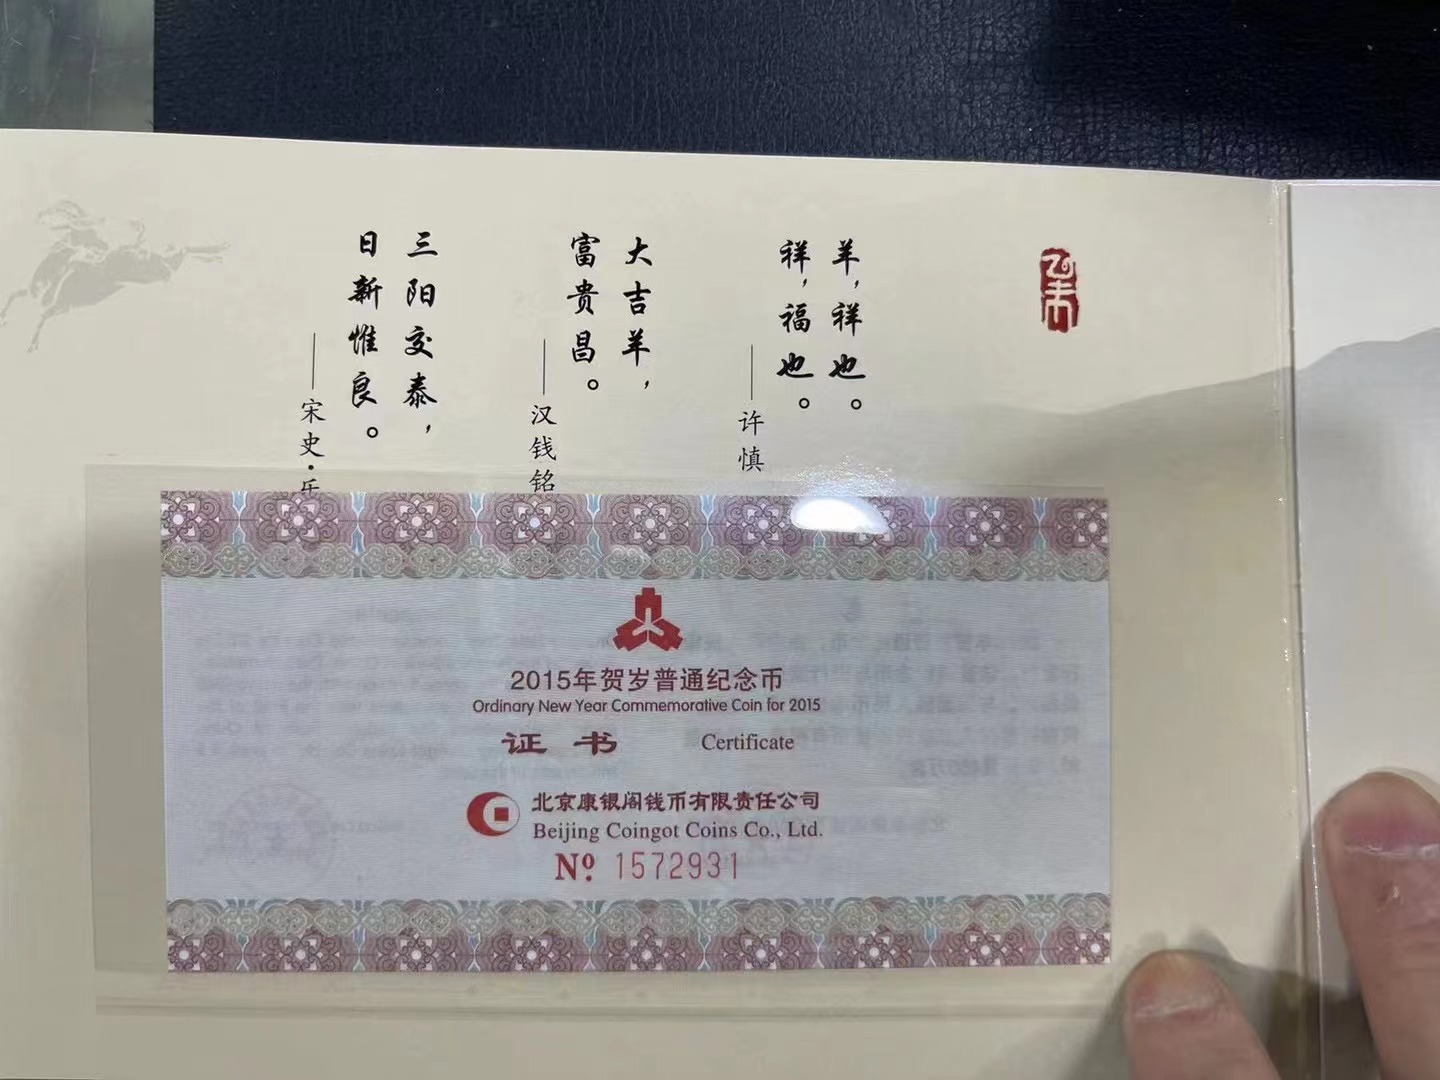 乙未
羊，祥也。
祥，福也。
——许慎
大吉羊，
富贵昌。
——汉钱铭
三阳交泰，
日新惟良。
——宋史·乐
2015年贺岁普通纪念币
Ordinary New Year Commemorative Coin for 2015
证书 Certificate
北京康银阁钱币有限责任公司
Beijing Coingot Coins Co., Ltd.
Nº 1572931